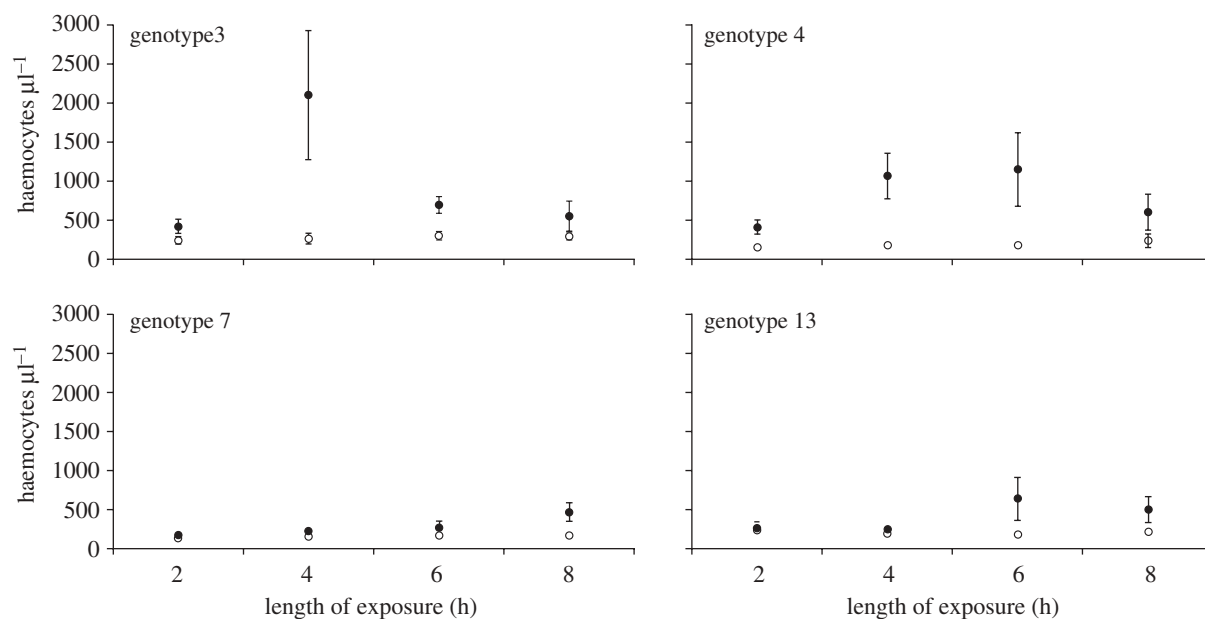 genotype3
genotype 4
haemocytes µl⁻¹
3000
2500
2000
1500
1000
500
0
genotype 7
genotype 13
haemocytes µl⁻¹
3000
2500
2000
1500
1000
500
0
2 4 6 8
2 4 6 8
length of exposure (h)
length of exposure (h)